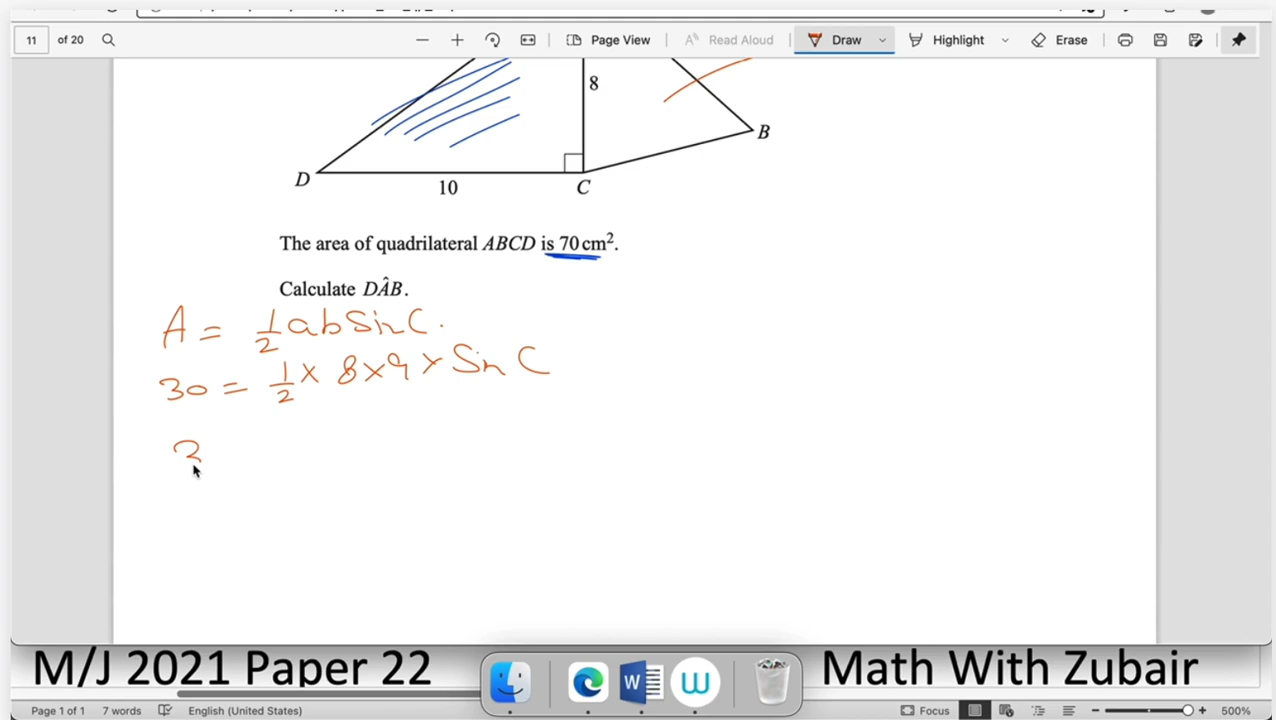 11 of 20 Page View Read Aloud Draw Highlight Erase
8
B
D
10
C
The area of quadrilateral ABCD is 70 cm².
Calculate DÂB.
A = 1/2 ab Sin C.
30 = 1/2 × 8 × 9 × Sin C
3
M/J 2021 Paper 22
W
Math With Zubair
Page 1 of 1 7 words English (United States) Focus 500%